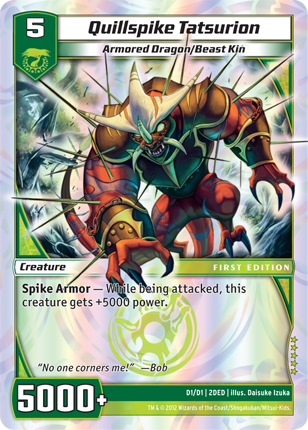 5
Quillspike Tatsurion
Armored Dragon/Beast Kin
Creature
FIRST EDITION
Spike Armor — While being attacked, this
creature gets +5000 power.
"No one corners me!" —Bob
5000+
D1/D1 | 2DED | illus. Daisuke Izuka
TM & © 2012 Wizards of the Coast/Shogakukan/Mitsui-Kids.